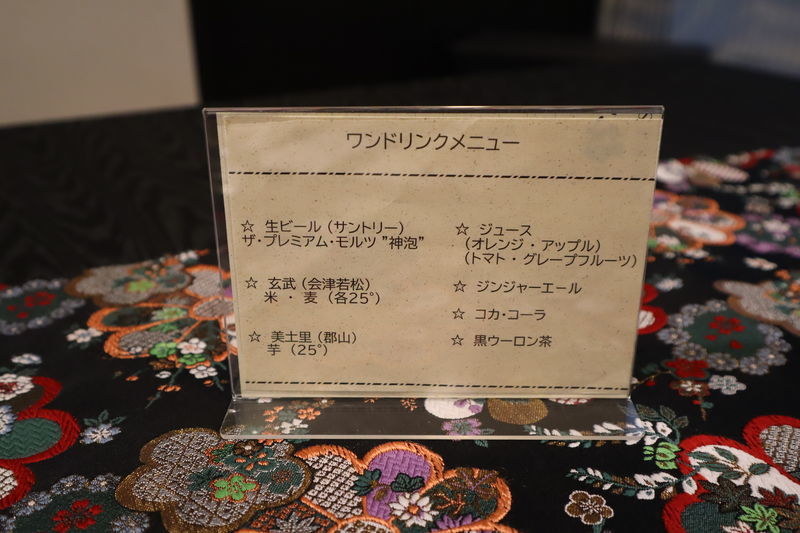 ワンドリンクメニュー
☆ 生ビール（サントリー）
ザ・プレミアム・モルツ ”神泡”
☆ 玄武（会津若松）
米 ・ 麦 （各25°）
☆ 美土里（郡山）
芋 （25°）
☆ ジュース
（オレンジ ・ アップル）
（トマト ・ グレープフルーツ）
☆ ジンジャーエール
☆ コカ・コーラ
☆ 黒ウーロン茶